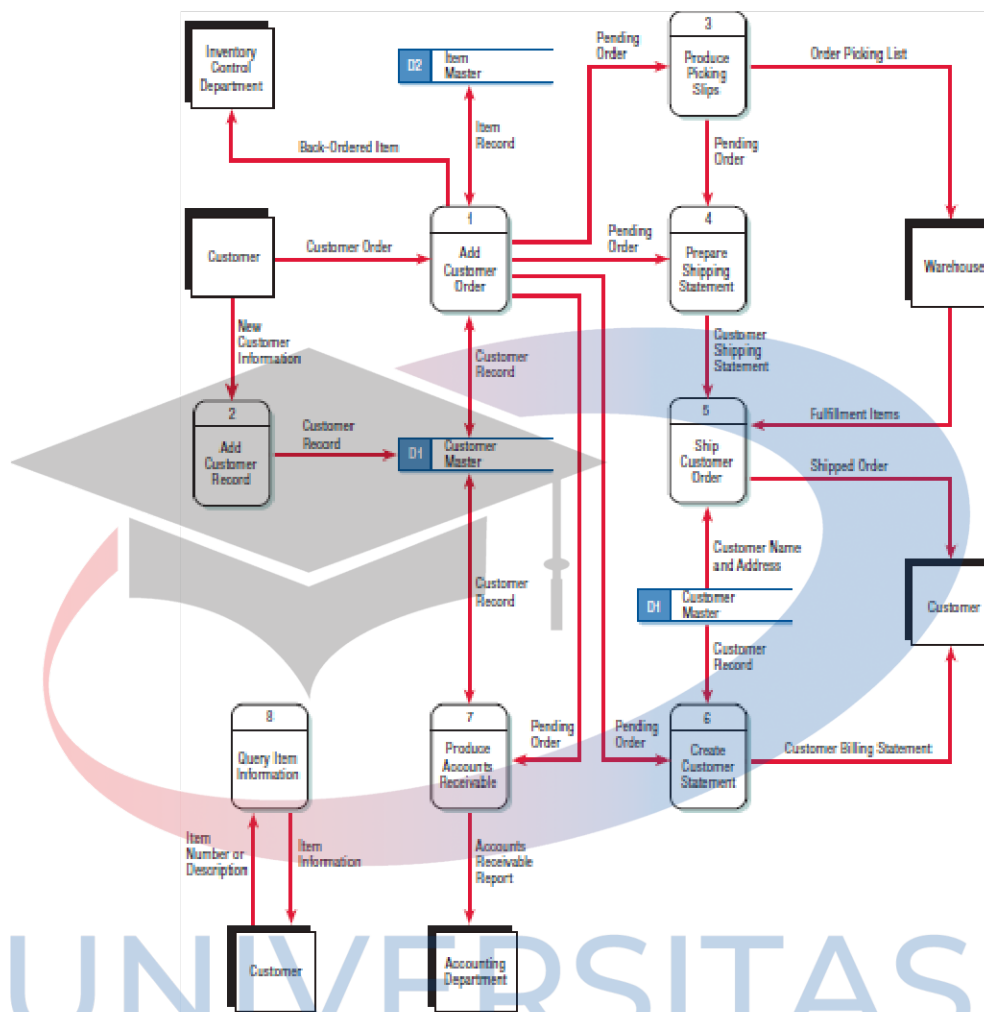 Inventory
Control
Department
D2
Item
Master
Pending
Order
3
Produce
Picking
Slips
Order Picking List
Back-Ordered Item
Item
Record
Pending
Order
Customer
Customer Order
1
Add
Customer
Order
Pending
Order
4
Prepare
Shipping
Statement
Warehouse
New
Customer
Information
Customer
Record
Customer
Shipping
Statement
2
Add
Customer
Record
Customer
Record
D1
Customer
Master
5
Ship
Customer
Order
Fulfillment Items
Shipped Order
Customer
Record
Customer Name
and Address
D1
Customer
Master
Customer
Customer
Record
8
Query Item
Information
7
Produce
Accounts
Receivable
Pending
Order
Pending
Order
6
Create
Customer
Statement
Customer Billing Statement
Item
Number or
Description
Item
Information
Accounts
Receivable
Report
Customer
Accounting
Department
UNIVERSITAS